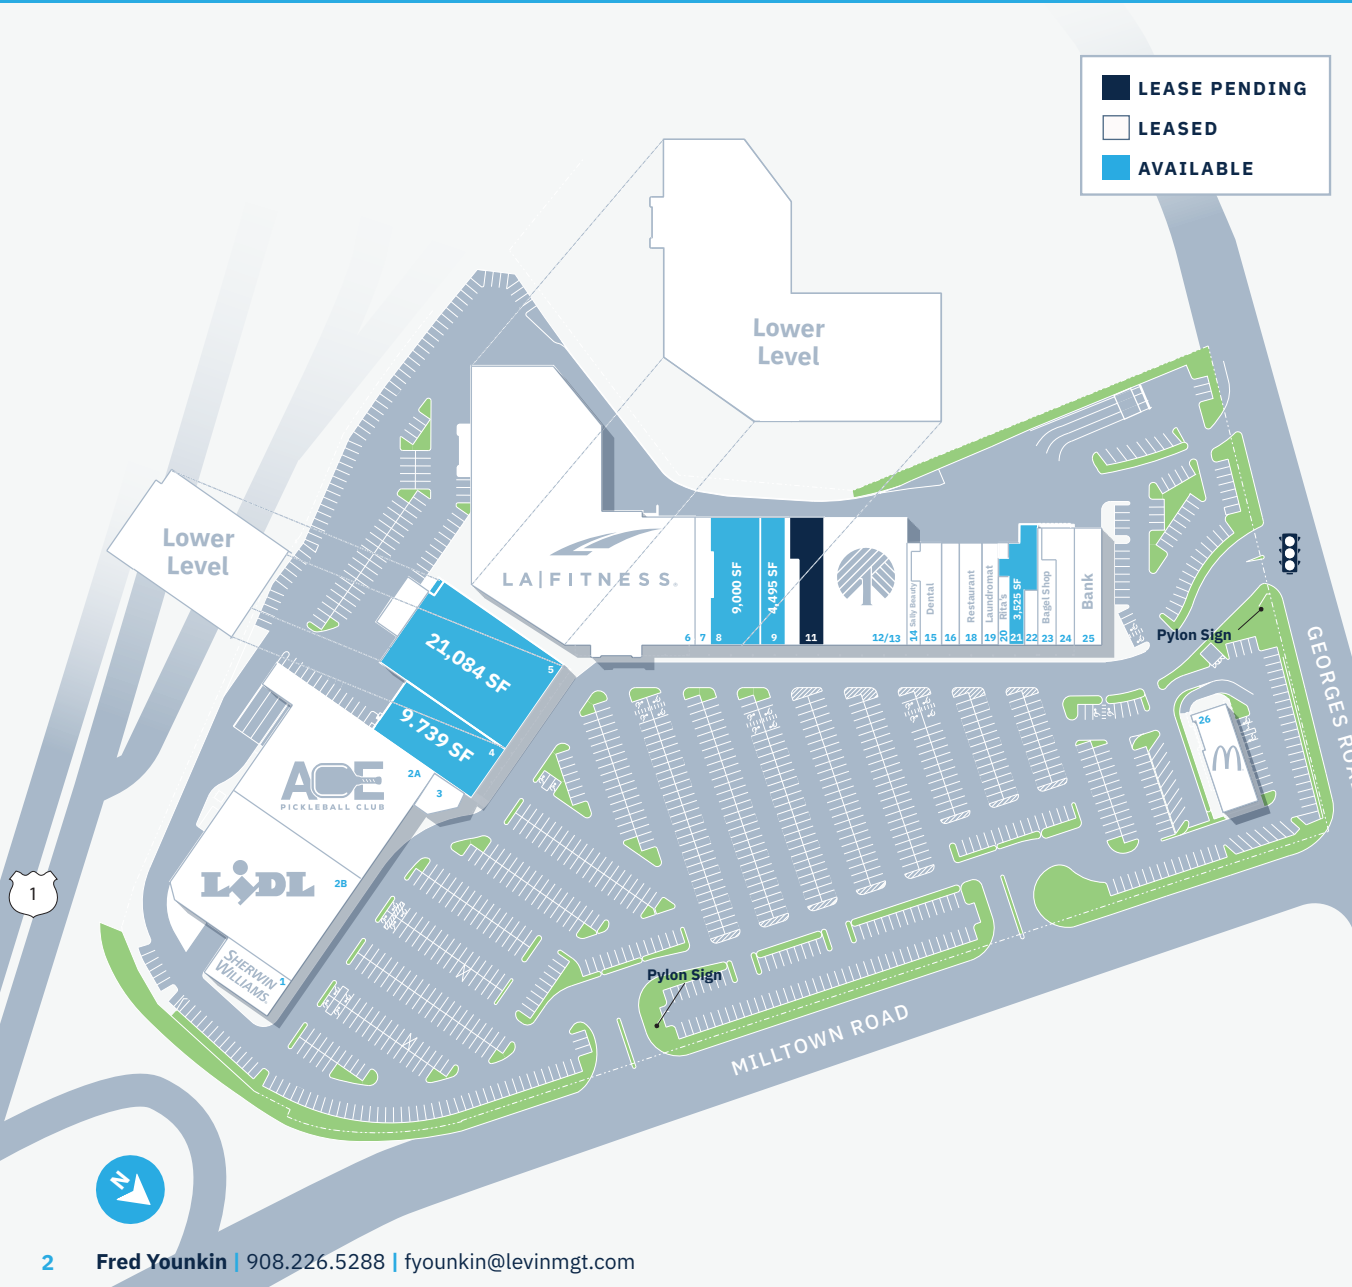 LEASE PENDING
LEASED
AVAILABLE
Lower
Level
Lower
Level
LA|FITNESS.
9,000 SF
4,495 SF
6
7
8
9
11
12/13
14
Sally Beauty
Dental
15
16
Restaurant
18
Laundromat
19
Rita's
20
3,525 SF
21
22
Bagel Shop
23
24
Bank
25
21,084 SF
5
9.739 SF
4
ACE
PICKLEBALL CLUB
2A
3
LIDL
2B
SHERWIN
WILLIAMS.
1
Pylon Sign
26
GEORGES ROAD
Pylon Sign
MILLTOWN ROAD
1
N
2
Fred Younkin | 908.226.5288 | fyounkin@levinmgt.com